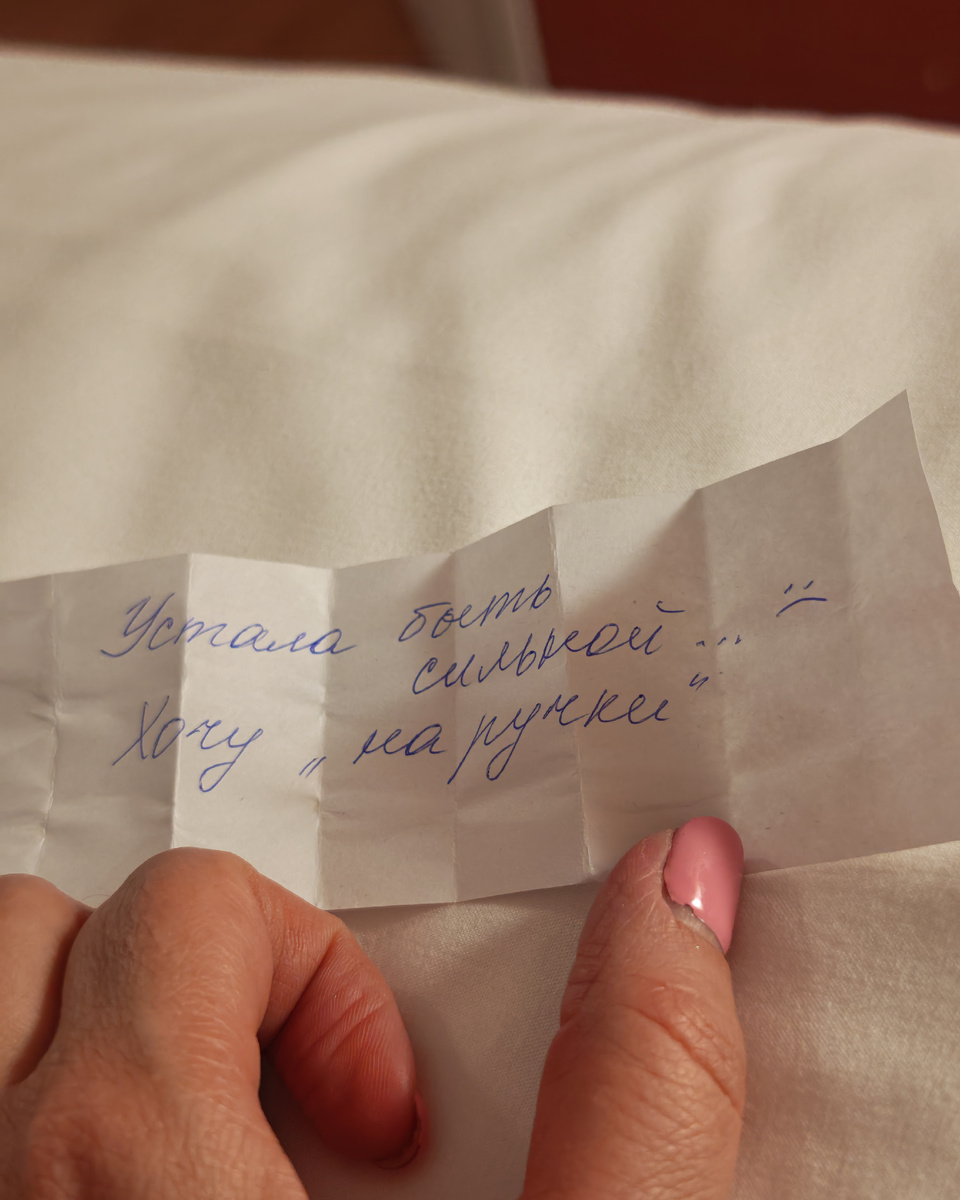 Устала быть
сильной... :(
Хочу „на ручки“